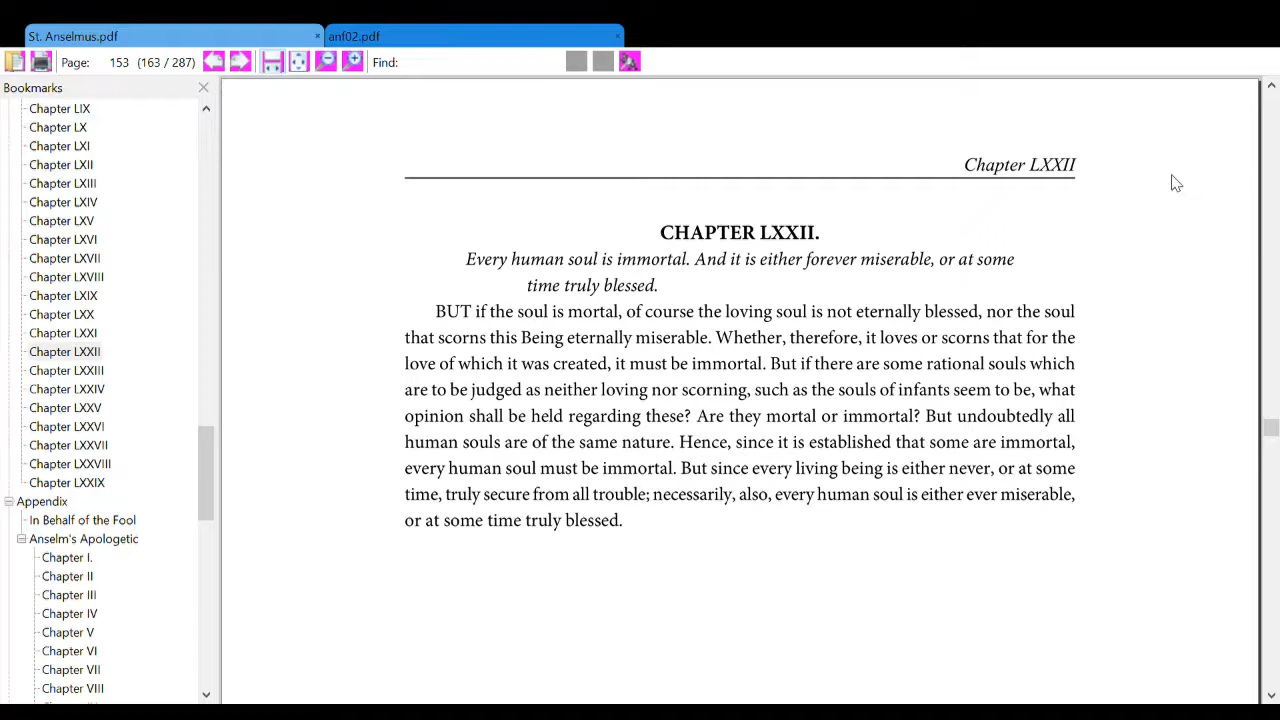 St. Anselmus.pdf
anf02.pdf
Page: 153 (163 / 287) Find:
Bookmarks
Chapter LIX
Chapter LX
Chapter LXI
Chapter LXII
Chapter LXIII
Chapter LXIV
Chapter LXV
Chapter LXVI
Chapter LXVII
Chapter LXVIII
Chapter LXIX
Chapter LXX
Chapter LXXI
Chapter LXXII
Chapter LXXIII
Chapter LXXIV
Chapter LXXV
Chapter LXXVI
Chapter LXXVII
Chapter LXXVIII
Chapter LXXIX
Appendix
In Behalf of the Fool
Anselm's Apologetic
Chapter I.
Chapter II
Chapter III
Chapter IV
Chapter V
Chapter VI
Chapter VII
Chapter VIII
Chapter LXXII
CHAPTER LXXII.
Every human soul is immortal. And it is either forever miserable, or at some
time truly blessed.
BUT if the soul is mortal, of course the loving soul is not eternally blessed, nor the soul
that scorns this Being eternally miserable. Whether, therefore, it loves or scorns that for the
love of which it was created, it must be immortal. But if there are some rational souls which
are to be judged as neither loving nor scorning, such as the souls of infants seem to be, what
opinion shall be held regarding these? Are they mortal or immortal? But undoubtedly all
human souls are of the same nature. Hence, since it is established that some are immortal,
every human soul must be immortal. But since every living being is either never, or at some
time, truly secure from all trouble; necessarily, also, every human soul is either ever miserable,
or at some time truly blessed.